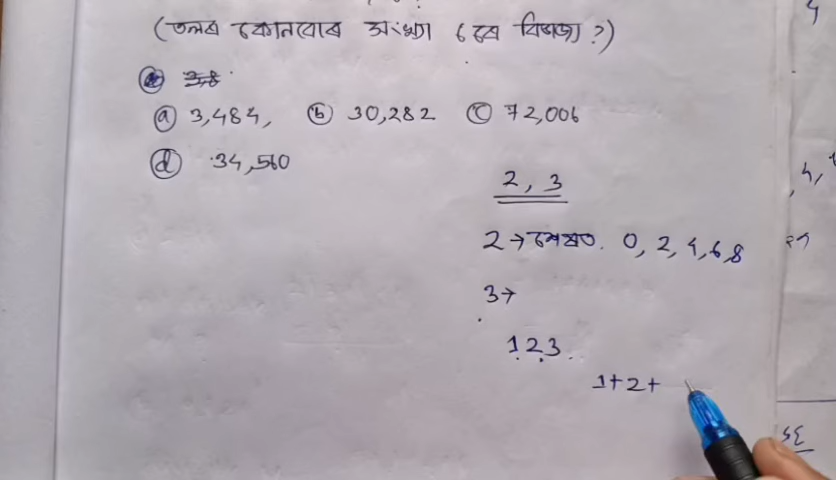 (তলৰ কোনবোৰ সংখ্যা 6 ৰে বিভাজ্য ?)
ⓐ 3,484, ⓑ 30,282 ⓒ 72,006
ⓓ 34,560
2, 3
2→ শেষত. 0, 2, 4, 6, 8
3→
123
1+2+